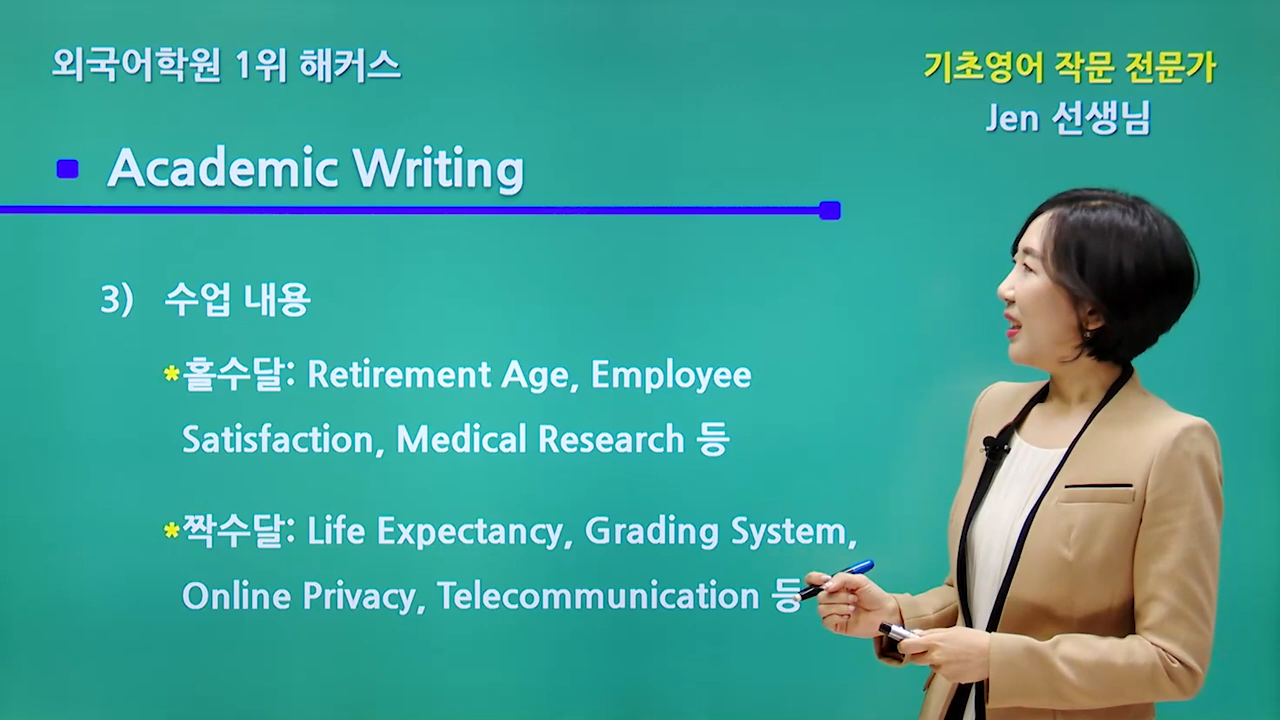 외국어학원 1위 해커스
기초영어 작문 전문가
Jen 선생님
Academic Writing
3) 수업 내용
*홀수달: Retirement Age, Employee
Satisfaction, Medical Research 등
*짝수달: Life Expectancy, Grading System,
Online Privacy, Telecommunication 등